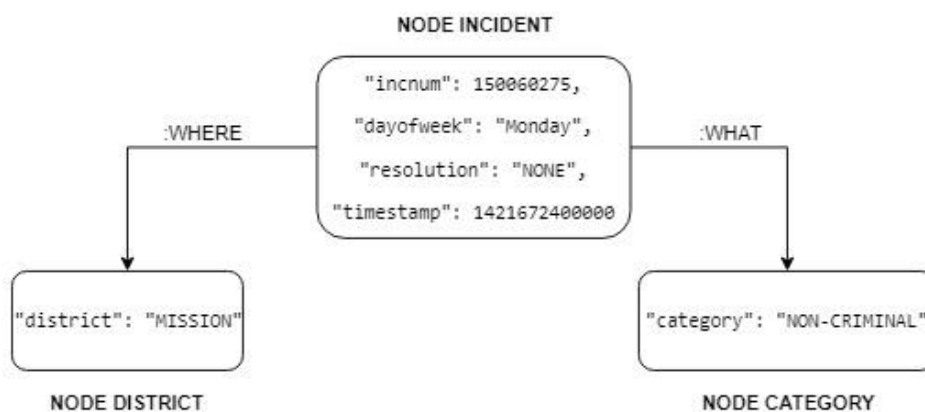 NODE INCIDENT
"incnum": 150060275,
"dayofweek": "Monday",
"resolution": "NONE",
"timestamp": 1421672400000
:WHERE
:WHAT
"district": "MISSION"
"category": "NON-CRIMINAL"
NODE DISTRICT
NODE CATEGORY